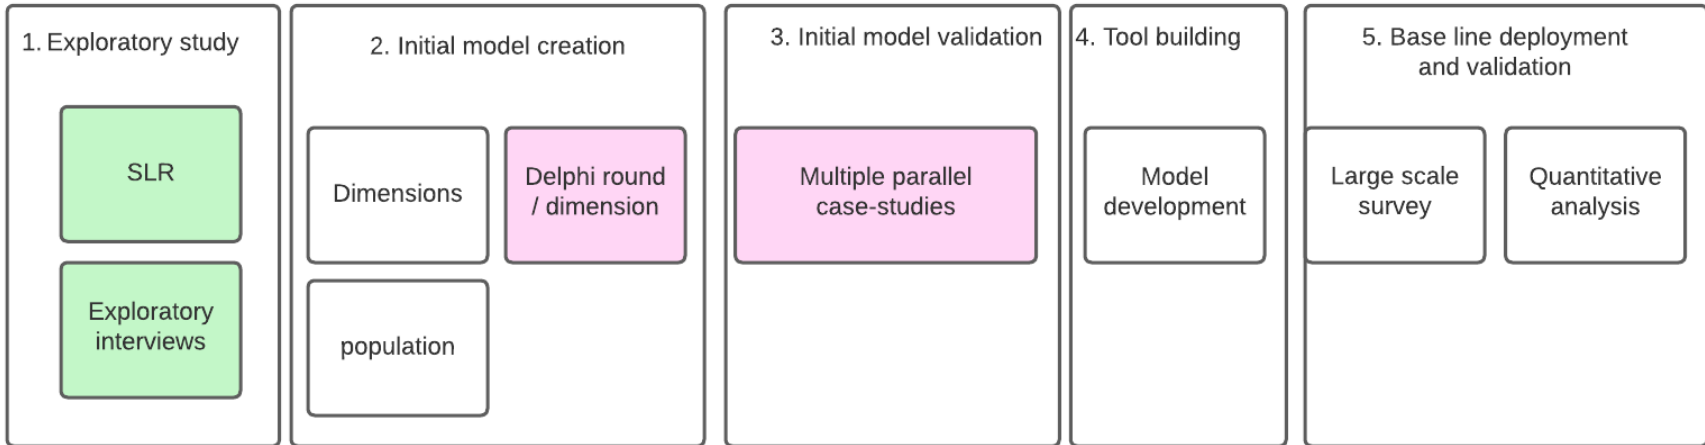 1. Exploratory study
SLR
Exploratory
interviews
2. Initial model creation
Dimensions
Delphi round
/ dimension
population
3. Initial model validation
Multiple parallel
case-studies
4. Tool building
Model
development
5. Base line deployment
and validation
Large scale
survey
Quantitative
analysis